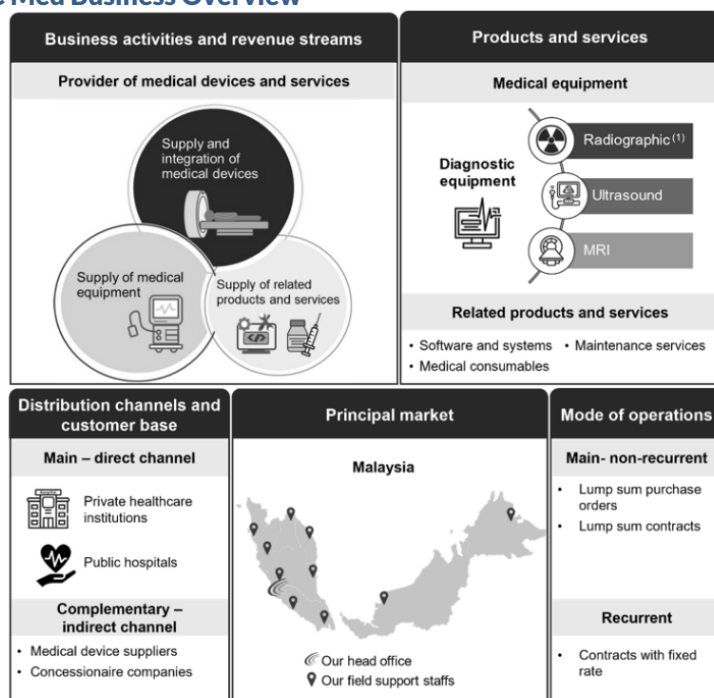 Med Business Overview
Business activities and revenue streams
Provider of medical devices and services
Supply and
integration of
medical devices
Supply of medical
equipment
Supply of related
products and services
Products and services
Medical equipment
Diagnostic
equipment
Radiographic(1)
Ultrasound
MRI
Related products and services
• Software and systems • Maintenance services
• Medical consumables
Distribution channels and
customer base
Main – direct channel
Private healthcare
institutions
Public hospitals
Complementary –
indirect channel
• Medical device suppliers
• Concessionaire companies
Principal market
Malaysia
Our head office
Our field support staffs
Mode of operations
Main- non-recurrent
• Lump sum purchase
orders
• Lump sum contracts
Recurrent
• Contracts with fixed
rate